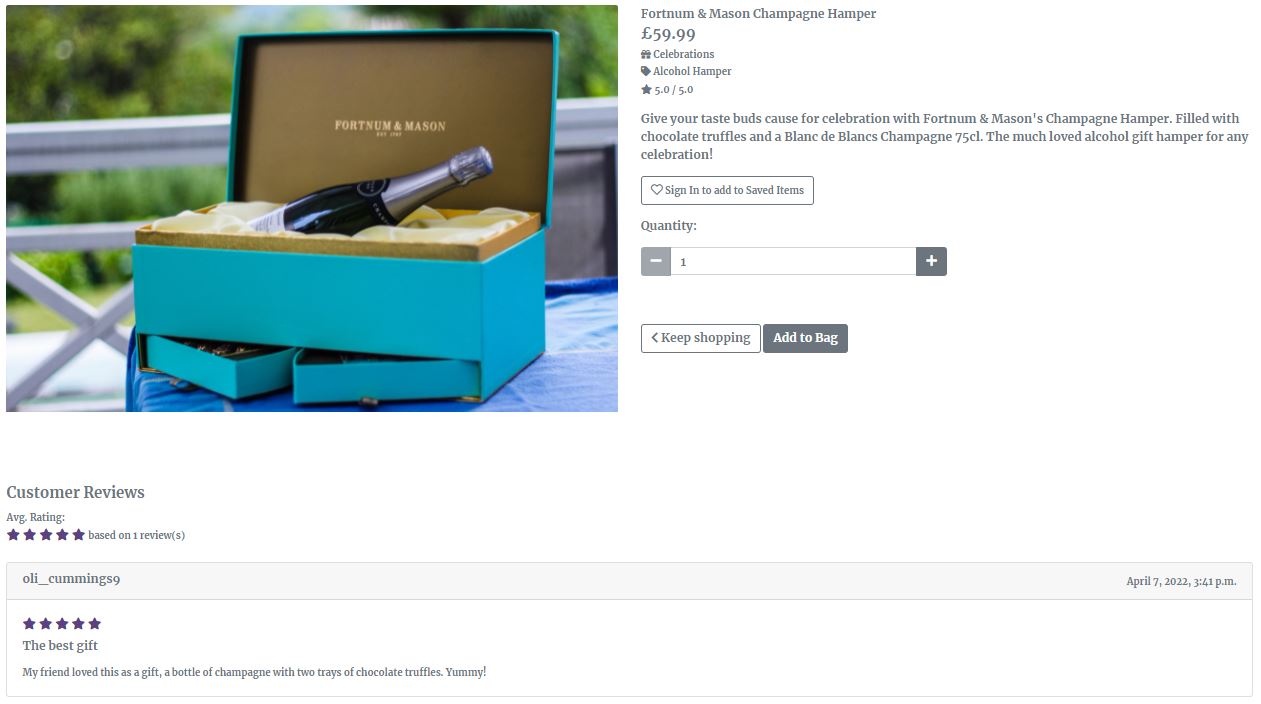 FORTNUM & MASON
EST 1707
Fortnum & Mason Champagne Hamper
£59.99
Celebrations
Alcohol Hamper
5.0 / 5.0
Give your taste buds cause for celebration with Fortnum & Mason's Champagne Hamper. Filled with
chocolate truffles and a Blanc de Blancs Champagne 75cl. The much loved alcohol gift hamper for any
celebration!
Sign In to add to Saved Items
Quantity:
1
Keep shopping
Add to Bag
Customer Reviews
Avg. Rating:
based on 1 review(s)
oli_cummings9
April 7, 2022, 3:41 p.m.
The best gift
My friend loved this as a gift, a bottle of champagne with two trays of chocolate truffles. Yummy!